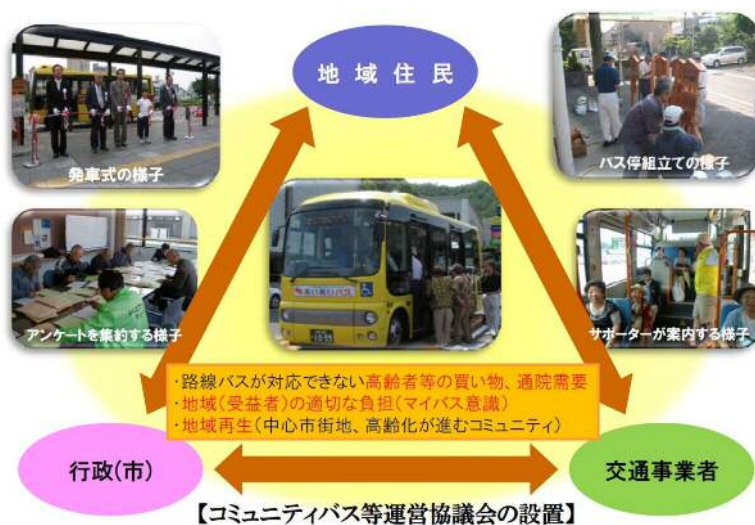 地域住民
発車式の様子
バス停組立ての様子
アンケートを集約する様子
サポーターが案内する様子
・路線バスが対応できない高齢者等の買い物、通院需要
・地域(受益者)の適切な負担(マイバス意識)
・地域再生(中心市街地、高齢化が進むコミュニティ)
行政(市)
交通事業者
【コミュニティバス等運営協議会の設置】